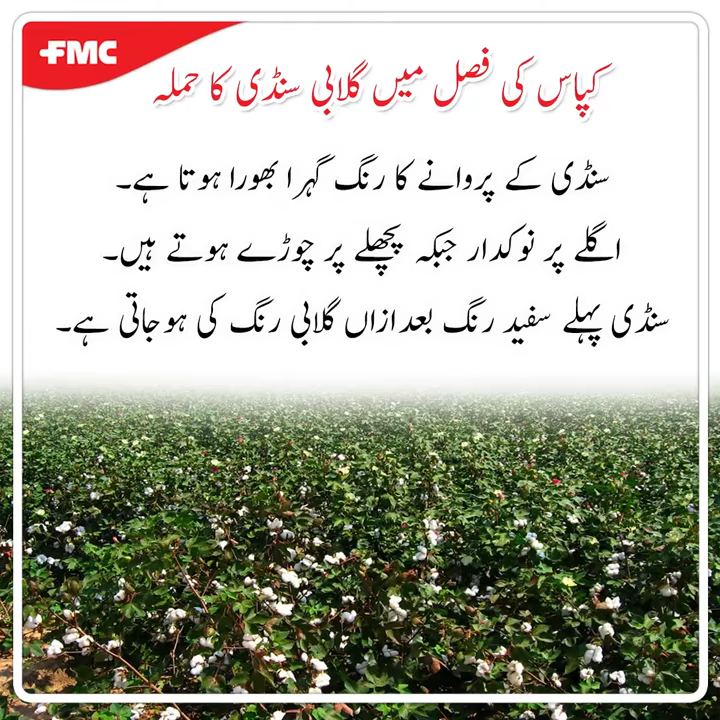 FMC
کپاس کی فصل میں گلابی سنڈی کا حملہ
سنڈی کے پروانے کا رنگ گہرا بھورا ہوتا ہے۔
اگلے پر نوکدار جبکہ پچھلے پر چوڑے ہوتے ہیں۔
سنڈی پہلے سفید رنگ بعدازاں گلابی رنگ کی ہوجاتی ہے۔